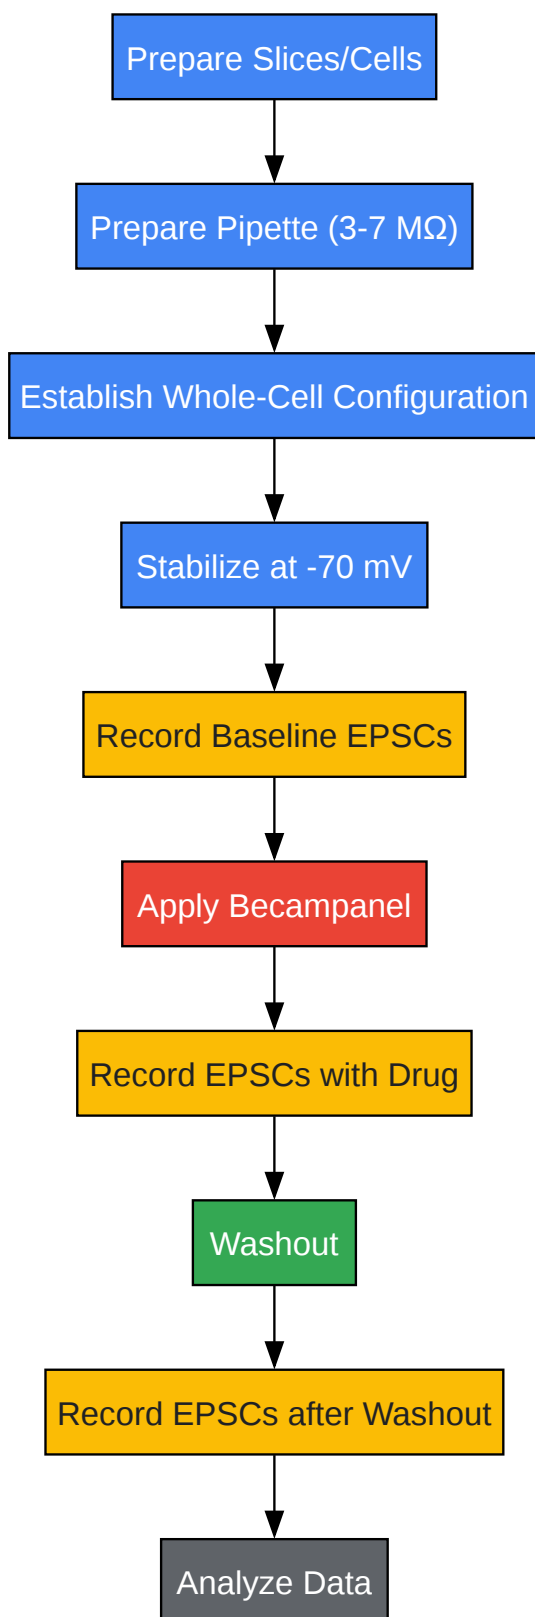 Prepare Slices/Cells
Prepare Pipette (3-7 MΩ)
Establish Whole-Cell Configuration
Stabilize at -70 mV
Record Baseline EPSCs
Apply Becampanel
Record EPSCs with Drug
Washout
Record EPSCs after Washout
Analyze Data